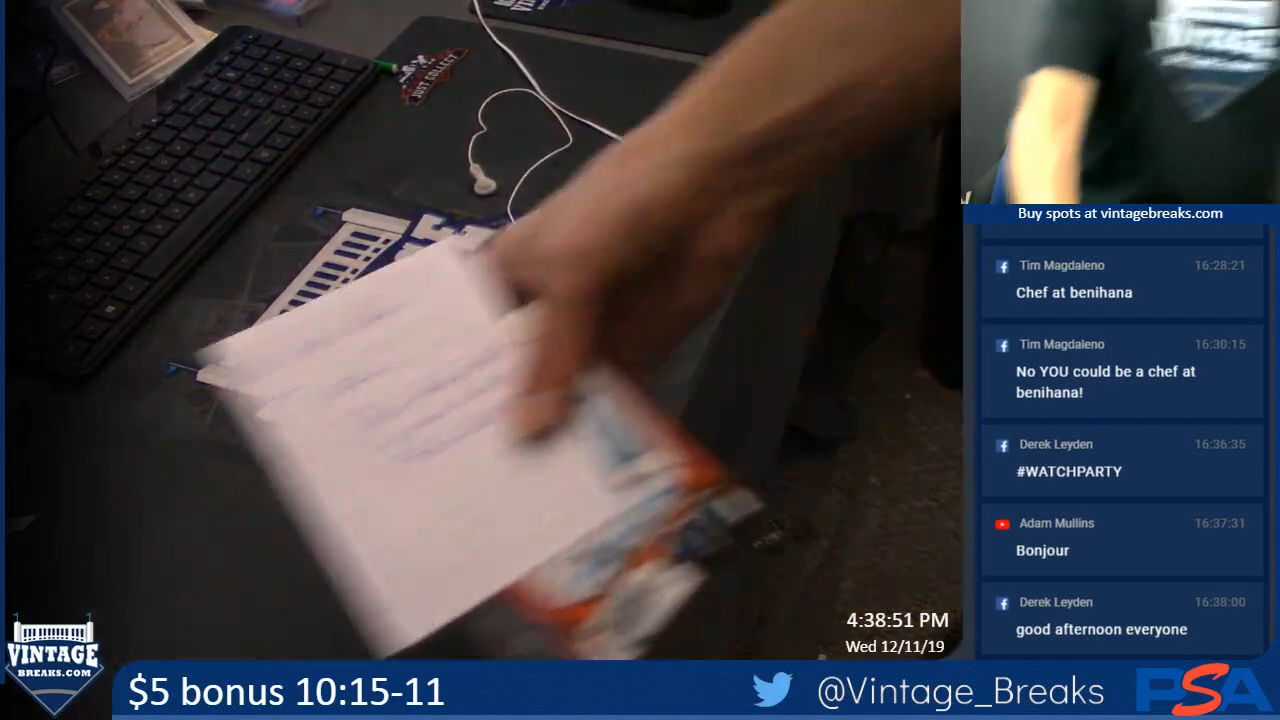 JUST COLLECT
Buy spots at vintagebreaks.com
Tim Magdaleno 16:28:21
Chef at benihana
Tim Magdaleno 16:30:15
No YOU could be a chef at
benihana!
Derek Leyden 16:36:35
#WATCHPARTY
Adam Mullins 16:37:31
Bonjour
Derek Leyden 16:38:00
good afternoon everyone
4:38:51 PM
Wed 12/11/19
VINTAGE
BREAKS.COM
$5 bonus 10:15-11
@Vintage_Breaks
PSA